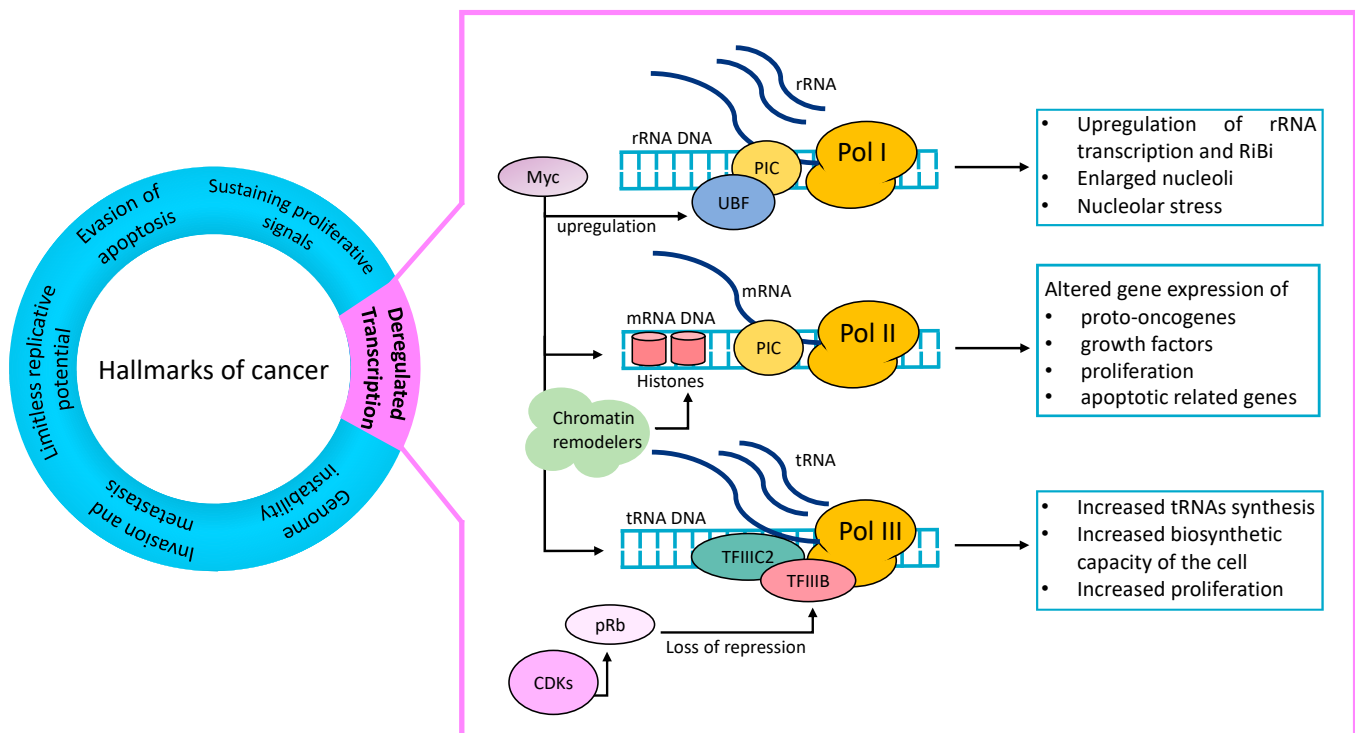 Evasion of
apoptosis
Sustaining proliferative
signals
Deregulated
Transcription
Genome
instability
Invasion and
metastasis
Limitless replicative
potential
Hallmarks of cancer
Myc
upregulation
rRNA
rRNA DNA
PIC
Pol I
UBF
• Upregulation of rRNA
transcription and RiBi
• Enlarged nucleoli
• Nucleolar stress
mRNA
mRNA DNA
PIC
Pol II
Histones
Chromatin
remodelers
Altered gene expression of
• proto-oncogenes
• growth factors
• proliferation
• apoptotic related genes
tRNA
tRNA DNA
Pol III
TFIIIC2
TFIIIB
• Increased tRNAs synthesis
• Increased biosynthetic
capacity of the cell
• Increased proliferation
pRb
Loss of repression
CDKs